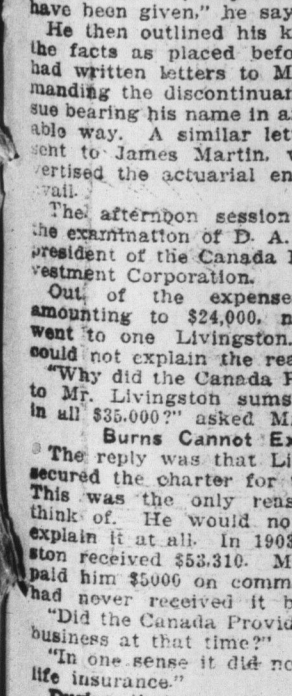 have been given," he say
He then outlined his k
the facts as placed befo
had written letters to M
manding the discontinuan
sue bearing his name in a
able way. A similar let
sent to James Martin, w
vertised the actuarial en
vail.
The afternoon session
the examination of D. A.
president of the Canada
vestment Corporation.
Out of the expense
amounting to $24,000, n
went to one Livingston.
could not explain the rea
"Why did the Canada P
to Mr. Livingston sums
in all $35,000?" asked M
Burns Cannot Ex
The reply was that Li
secured the charter for
This was the only reas
think of. He would no
explain it at all. In 1903
ston received $53,310. M
paid him $5000 on comm
had never received it b
"Did the Canada Provid
business at that time?"
"In one sense it did no
life insurance."